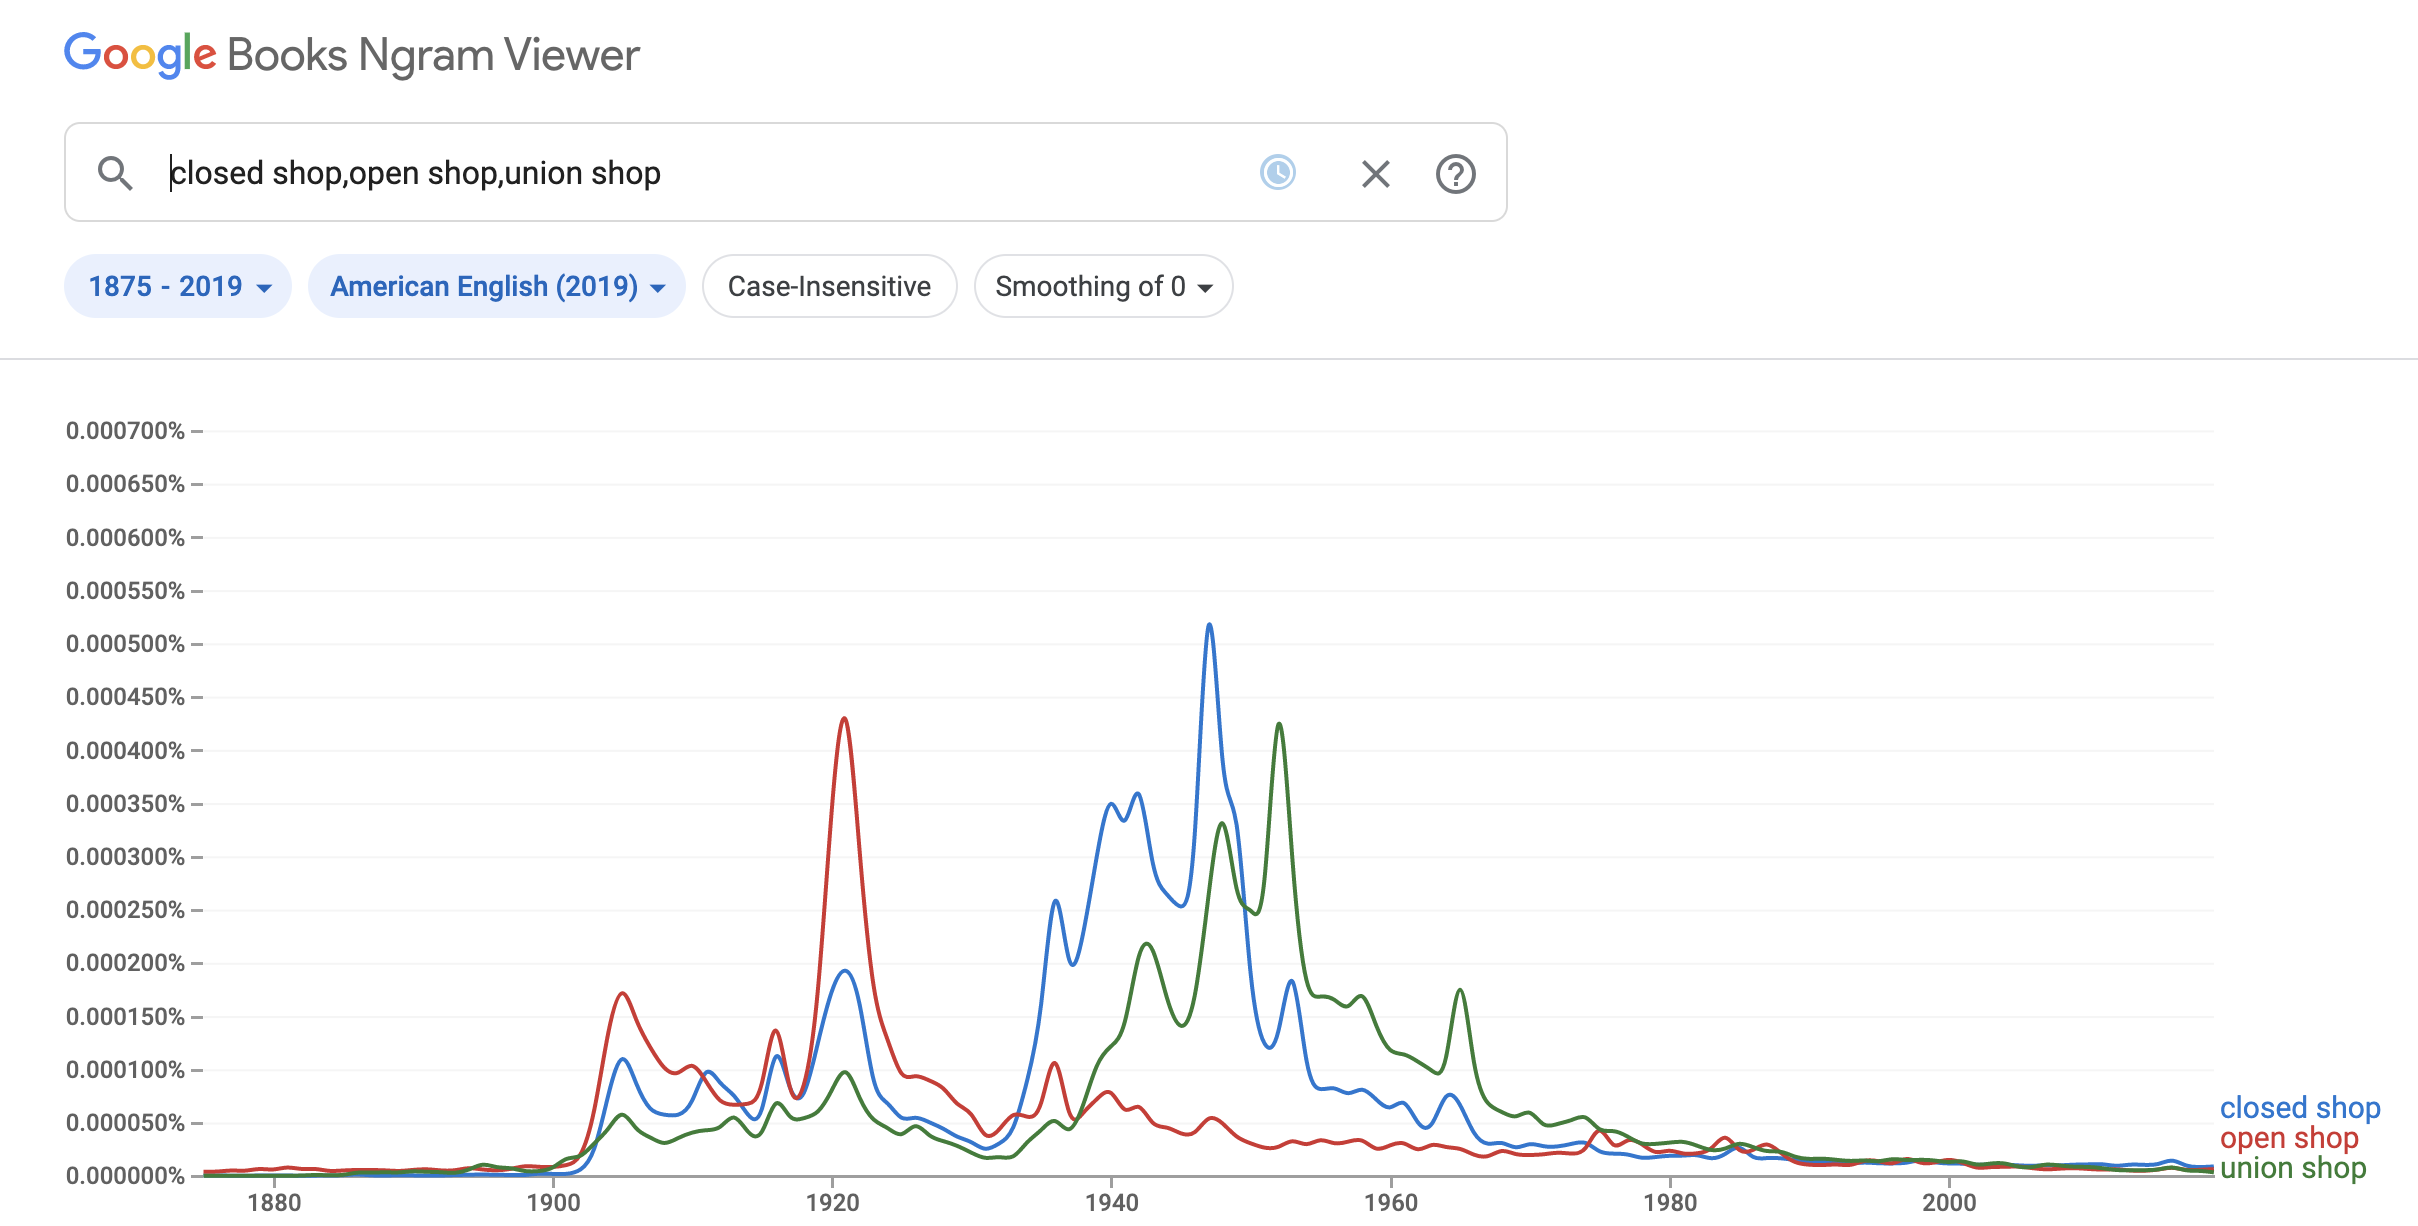 Google Books Ngram Viewer
closed shop,open shop,union shop
1875 - 2019
American English (2019)
Case-Insensitive
Smoothing of 0
0.000700%
0.000650%
0.000600%
0.000550%
0.000500%
0.000450%
0.000400%
0.000350%
0.000300%
0.000250%
0.000200%
0.000150%
0.000100%
0.000050%
0.000000%
1880
1900
1920
1940
1960
1980
2000
closed shop
open shop
union shop